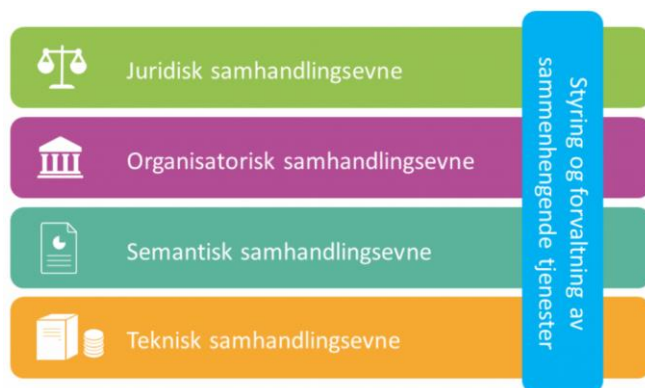 Juridisk samhandlingsevne
Organisatorisk samhandlingsevne
Semantisk samhandlingsevne
Teknisk samhandlingsevne
Styring og forvaltning av
sammenhengende tjenester